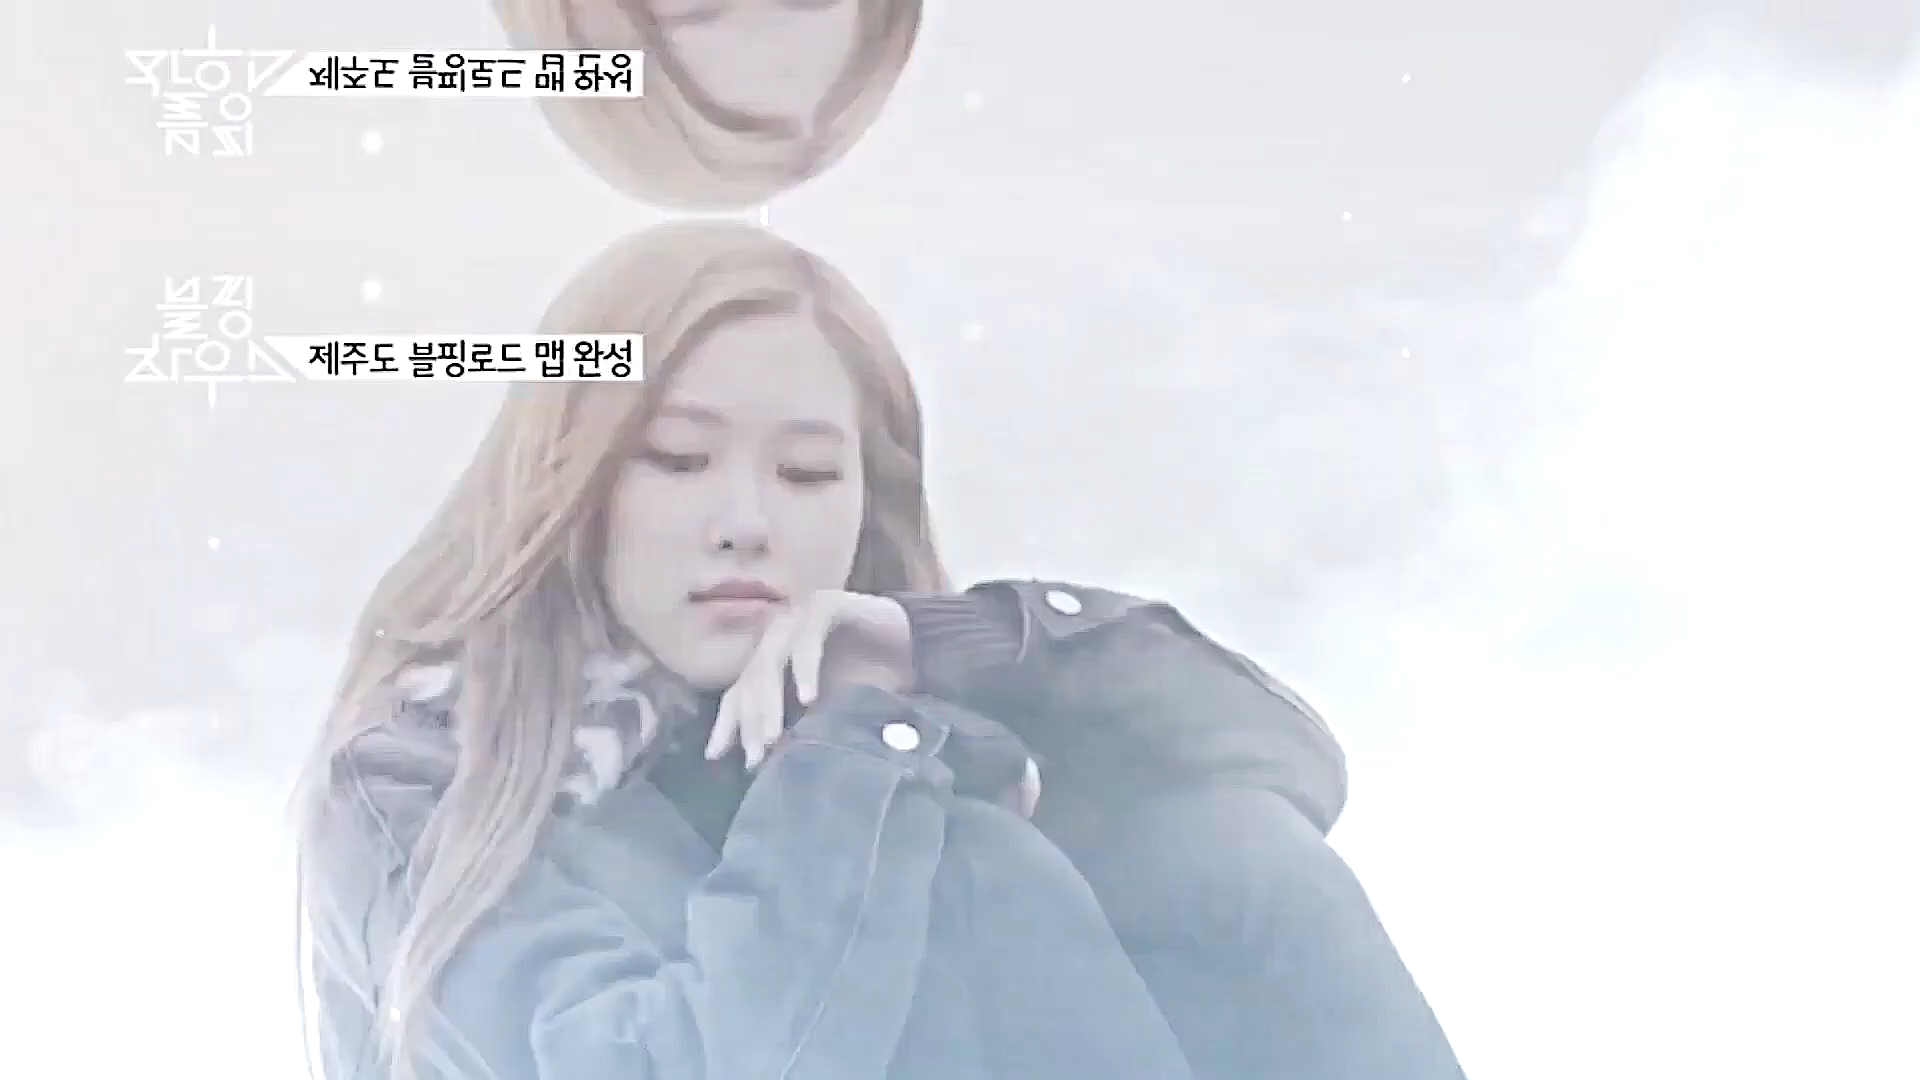 블핑
하우스
제주도 블핑로드 맵 완성